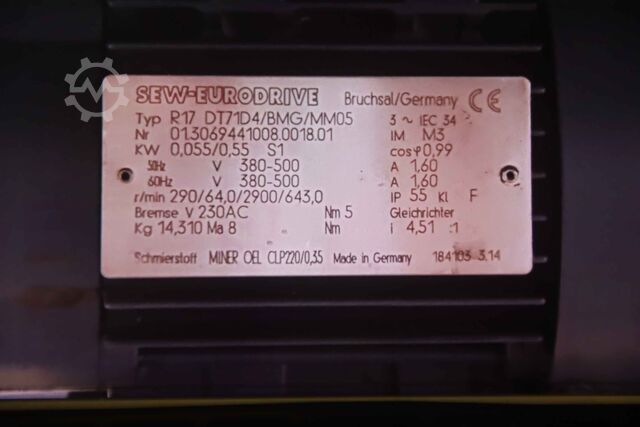 SEW-EURODRIVE Bruchsal/Germany CE
Typ R17 DT71D4/BMG/MM05 3 ~ IEC 34
Nr 01.3069441008.0018.01 IM M3
KW 0,055/0,55 S1 cosφ 0,99
50Hz V 380-500 A 1,60
60Hz V 380-500 A 1,60
r/min 290/64,0/2900/643,0 IP 55 Kl F
Bremse V 230AC Nm 5 Gleichrichter
Kg 14,310 Ma 8 Nm i 4,51 :1
Schmierstoff MINER OEL CLP220/0,35 Made in Germany 184103 3.14